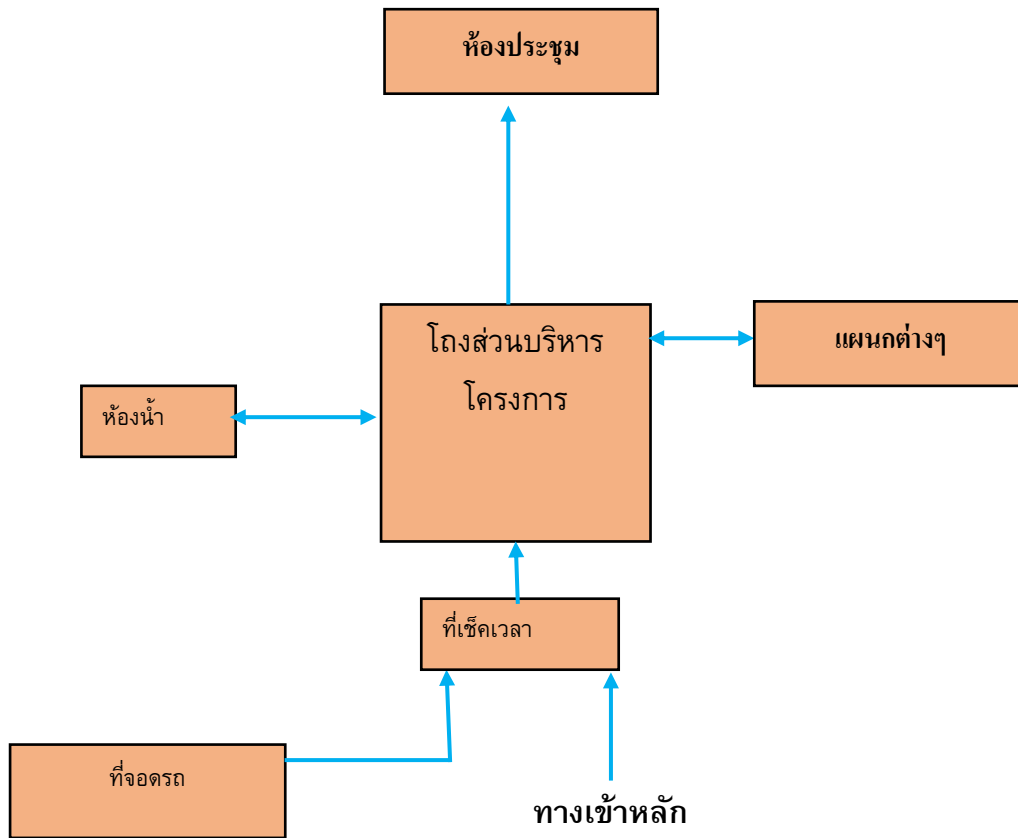 ห้องประชุม
โถงส่วนบริหาร
โครงการ
แผนกต่างๆ
ห้องน้ำ
ที่เช็คเวลา
ที่จอดรถ
ทางเข้าหลัก